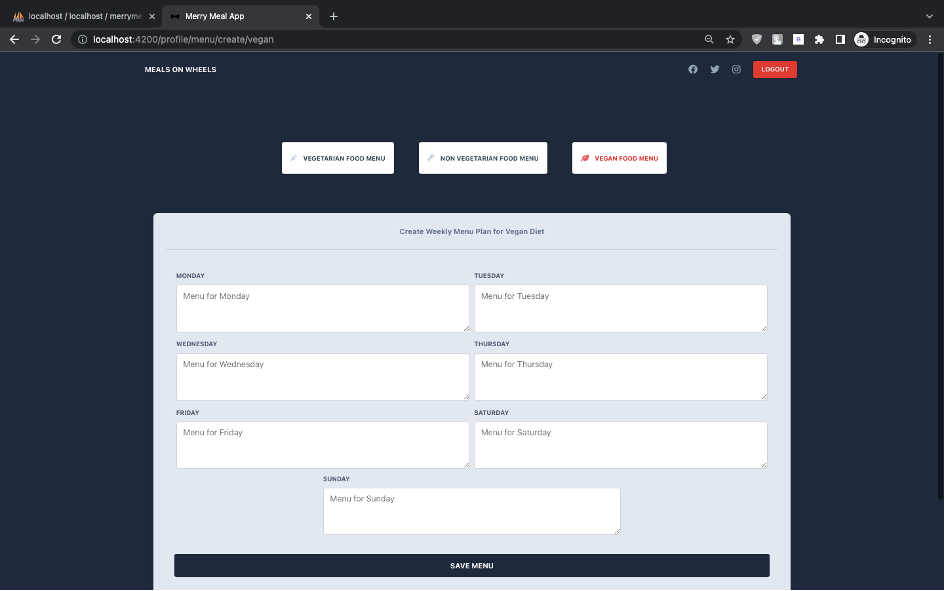 localhost / localhost / merryme
Merry Meal App
localhost:4200/profile/menu/create/vegan
Incognito
MEALS ON WHEELS
LOGOUT
VEGETARIAN FOOD MENU
NON VEGETARIAN FOOD MENU
VEGAN FOOD MENU
Create Weekly Menu Plan for Vegan Diet
MONDAY
TUESDAY
Menu for Monday
Menu for Tuesday
WEDNESDAY
THURSDAY
Menu for Wednesday
Menu for Thursday
FRIDAY
SATURDAY
Menu for Friday
Menu for Saturday
SUNDAY
Menu for Sunday
SAVE MENU